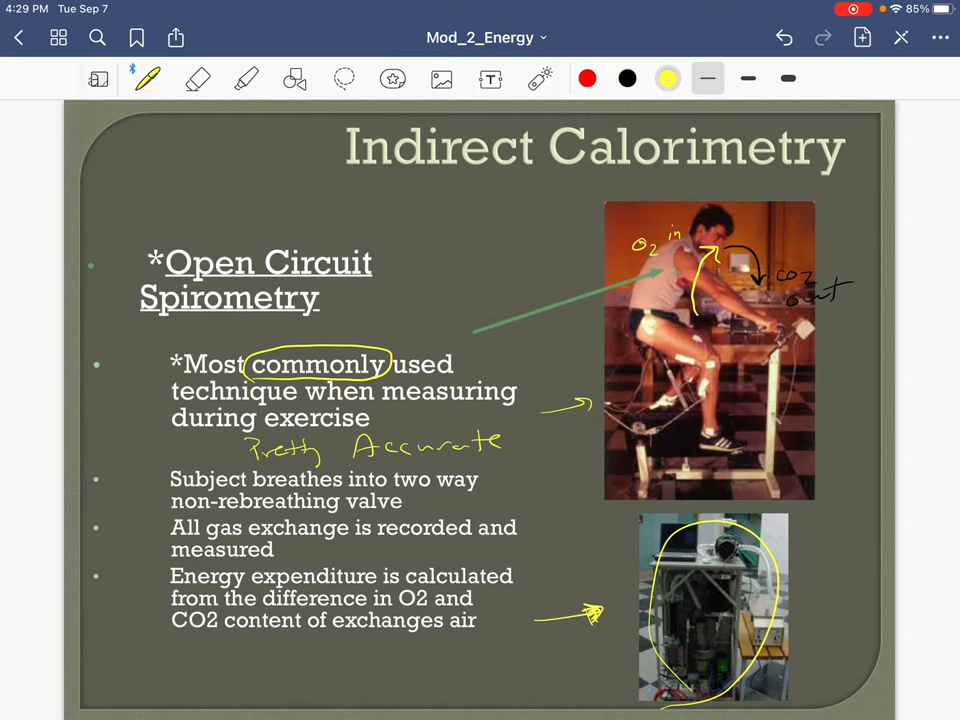 4:29 PM Tue Sep 7
85%
Mod_2_Energy
Indirect Calorimetry
*Open Circuit
Spirometry
*Most commonly used
technique when measuring
during exercise
Pretty Accurate
Subject breathes into two way
non-rebreathing valve
All gas exchange is recorded and
measured
Energy expenditure is calculated
from the difference in O2 and
CO2 content of exchanges air
O2 in
CO2
out